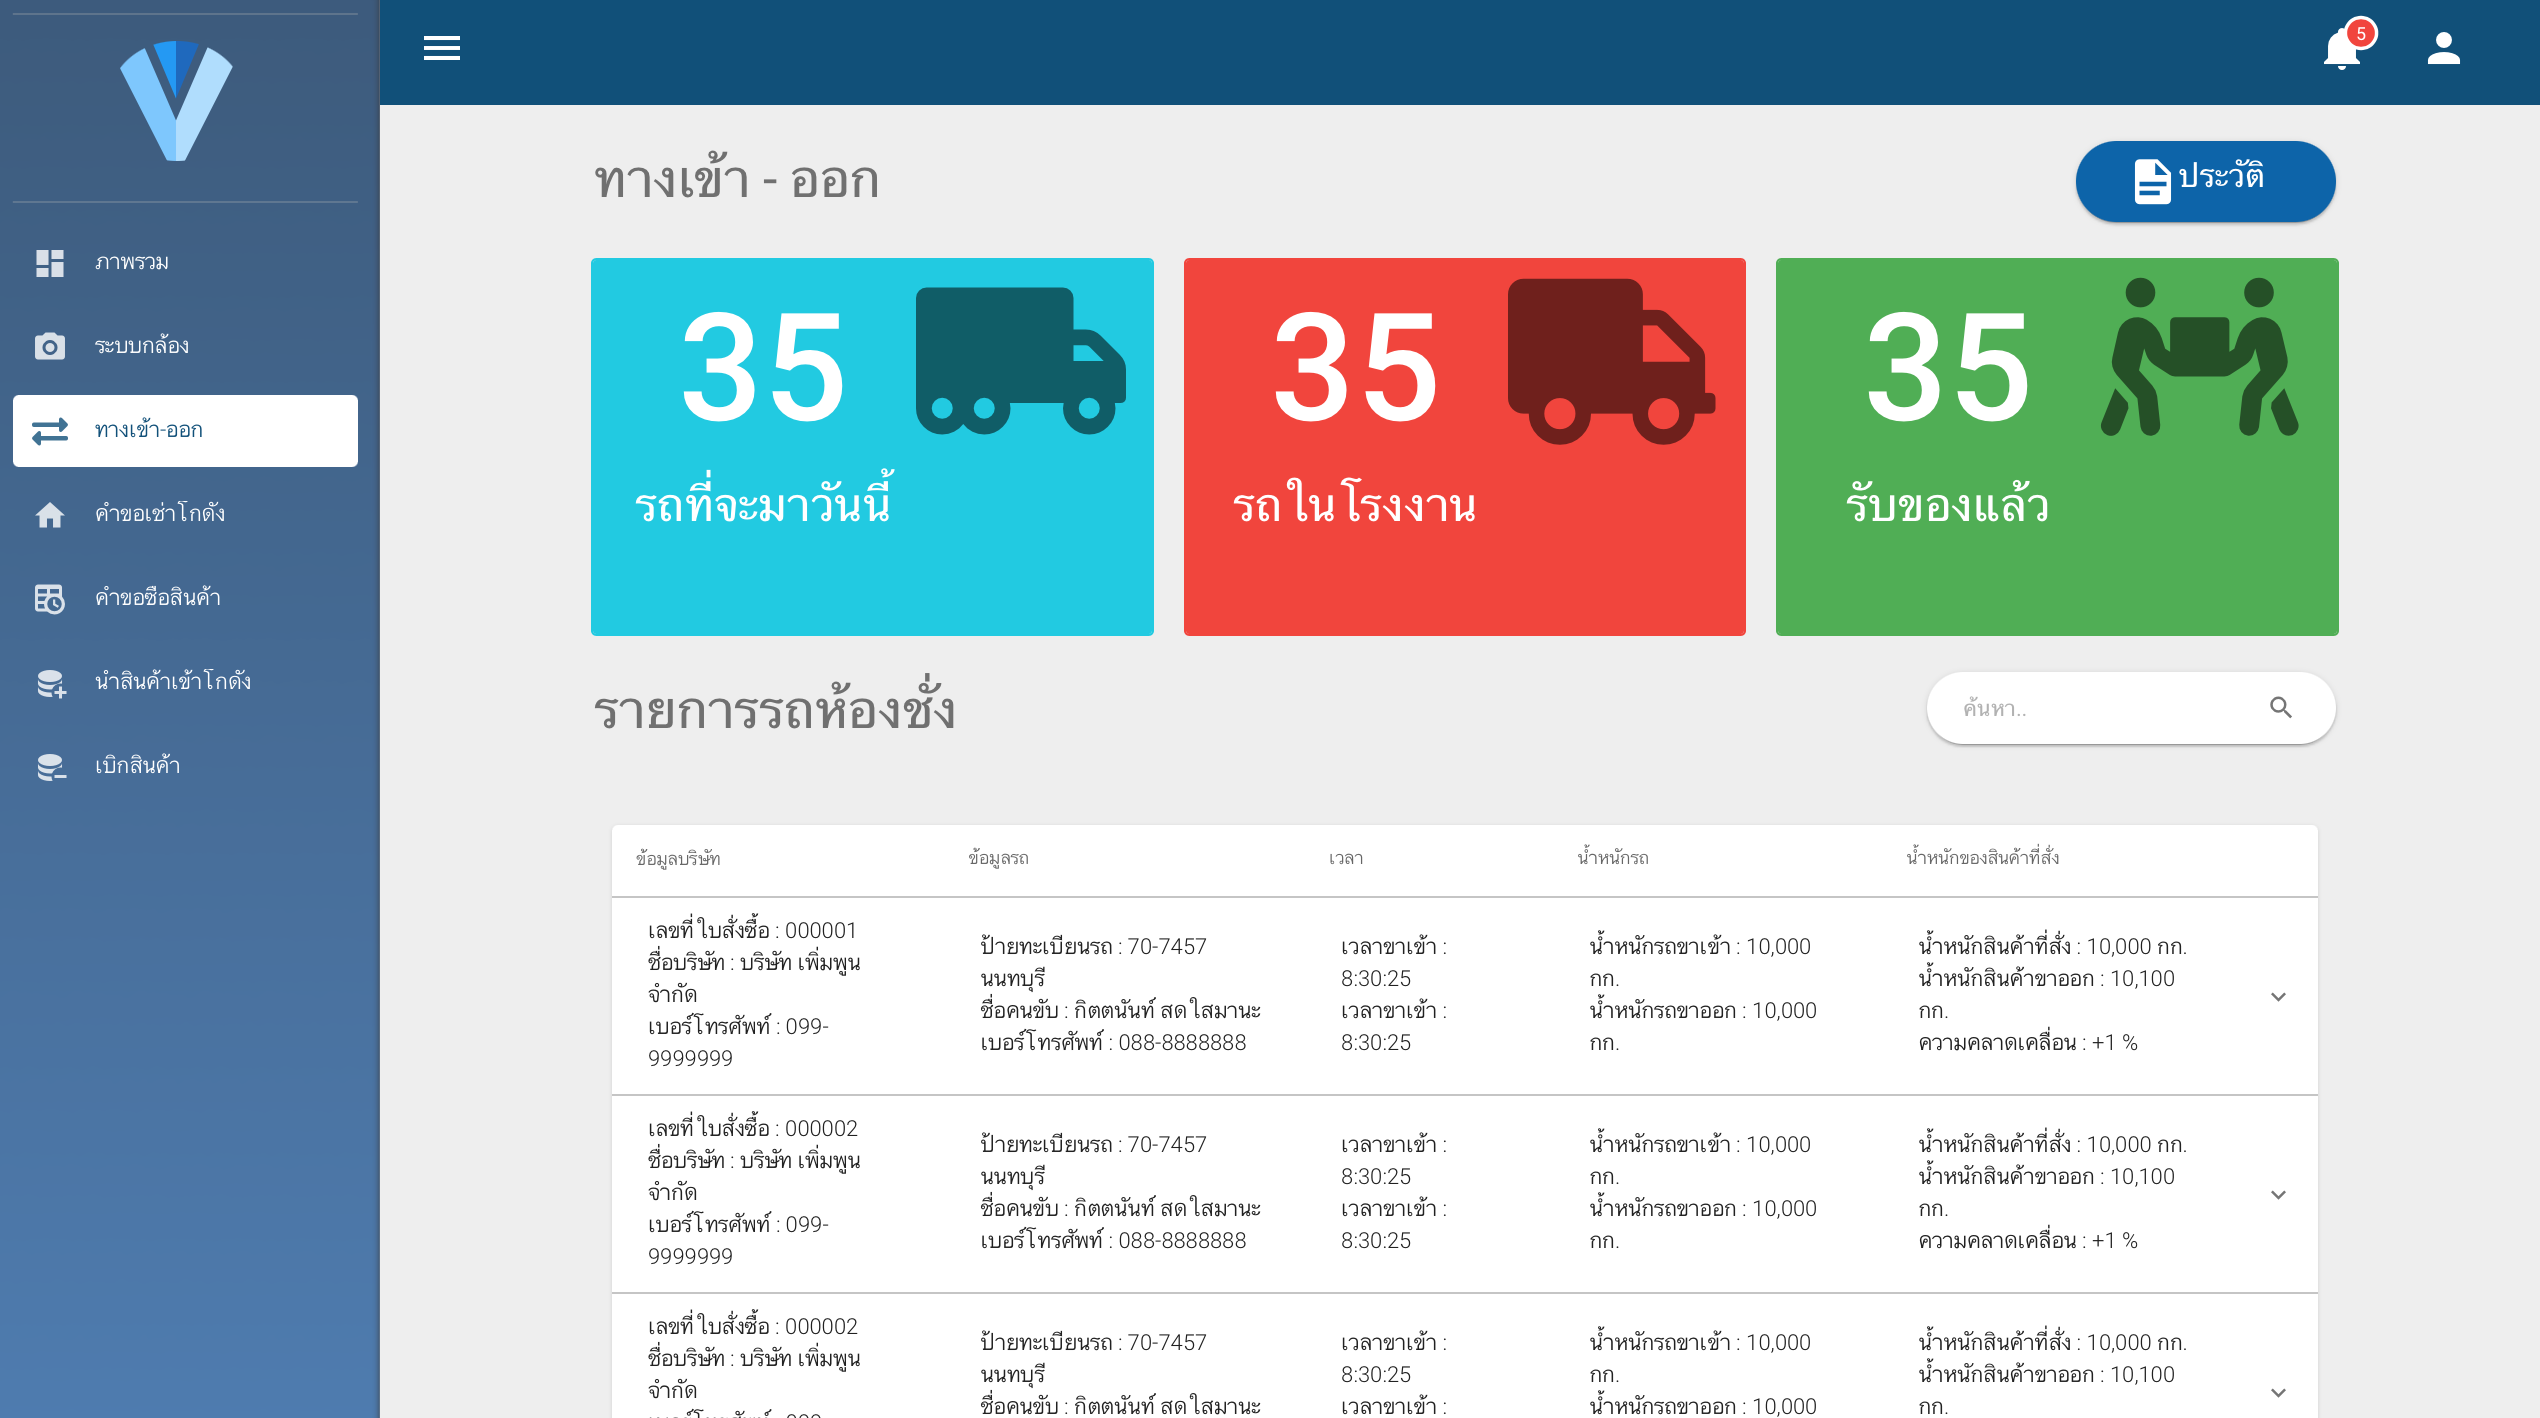 5
ภาพรวม
ระบบกล้อง
ทางเข้า-ออก
คำขอเช่าโกดัง
คำขอซือสินค้า
นำสินค้าเข้าโกดัง
เบิกสินค้า
ทางเข้า - ออก
ประวัติ
35
รถที่จะมาวันนี้
35
รถในโรงงาน
35
รับของแล้ว
รายการรถห้องชั่ง
ค้นหา..
ข้อมูลบริษัท
ข้อมูลรถ
เวลา
น้ำหนักรถ
น้ำหนักของสินค้าที่สั่ง
เลขที่ใบสั่งซื้อ : 000001
ชื่อบริษัท : บริษัท เพิ่มพูน
จำกัด
เบอร์โทรศัพท์ : 099-
9999999
ป้ายทะเบียนรถ : 70-7457
นนทบุรี
ชื่อคนขับ : กิตตนันท์ สดใสมานะ
เบอร์โทรศัพท์ : 088-8888888
เวลาขาเข้า :
8:30:25
เวลาขาเข้า :
8:30:25
น้ำหนักรถขาเข้า : 10,000
กก.
น้ำหนักรถขาออก : 10,000
กก.
น้ำหนักสินค้าที่สั่ง : 10,000 กก.
น้ำหนักสินค้าขาออก : 10,100
กก.
ความคลาดเคลื่อน : +1 %
เลขที่ใบสั่งซื้อ : 000002
ชื่อบริษัท : บริษัท เพิ่มพูน
จำกัด
เบอร์โทรศัพท์ : 099-
9999999
ป้ายทะเบียนรถ : 70-7457
นนทบุรี
ชื่อคนขับ : กิตตนันท์ สดใสมานะ
เบอร์โทรศัพท์ : 088-8888888
เวลาขาเข้า :
8:30:25
เวลาขาเข้า :
8:30:25
น้ำหนักรถขาเข้า : 10,000
กก.
น้ำหนักรถขาออก : 10,000
กก.
น้ำหนักสินค้าที่สั่ง : 10,000 กก.
น้ำหนักสินค้าขาออก : 10,100
กก.
ความคลาดเคลื่อน : +1 %
เลขที่ใบสั่งซื้อ : 000002
ชื่อบริษัท : บริษัท เพิ่มพูน
จำกัด
ป้ายทะเบียนรถ : 70-7457
นนทบุรี
ชื่อคนขับ : กิตตนันท์ สดใสมานะ
เวลาขาเข้า :
8:30:25
เวลาขาเข้า :
น้ำหนักรถขาเข้า : 10,000
กก.
น้ำหนักรถขาออก : 10,000
น้ำหนักสินค้าที่สั่ง : 10,000 กก.
น้ำหนักสินค้าขาออก : 10,100
กก.